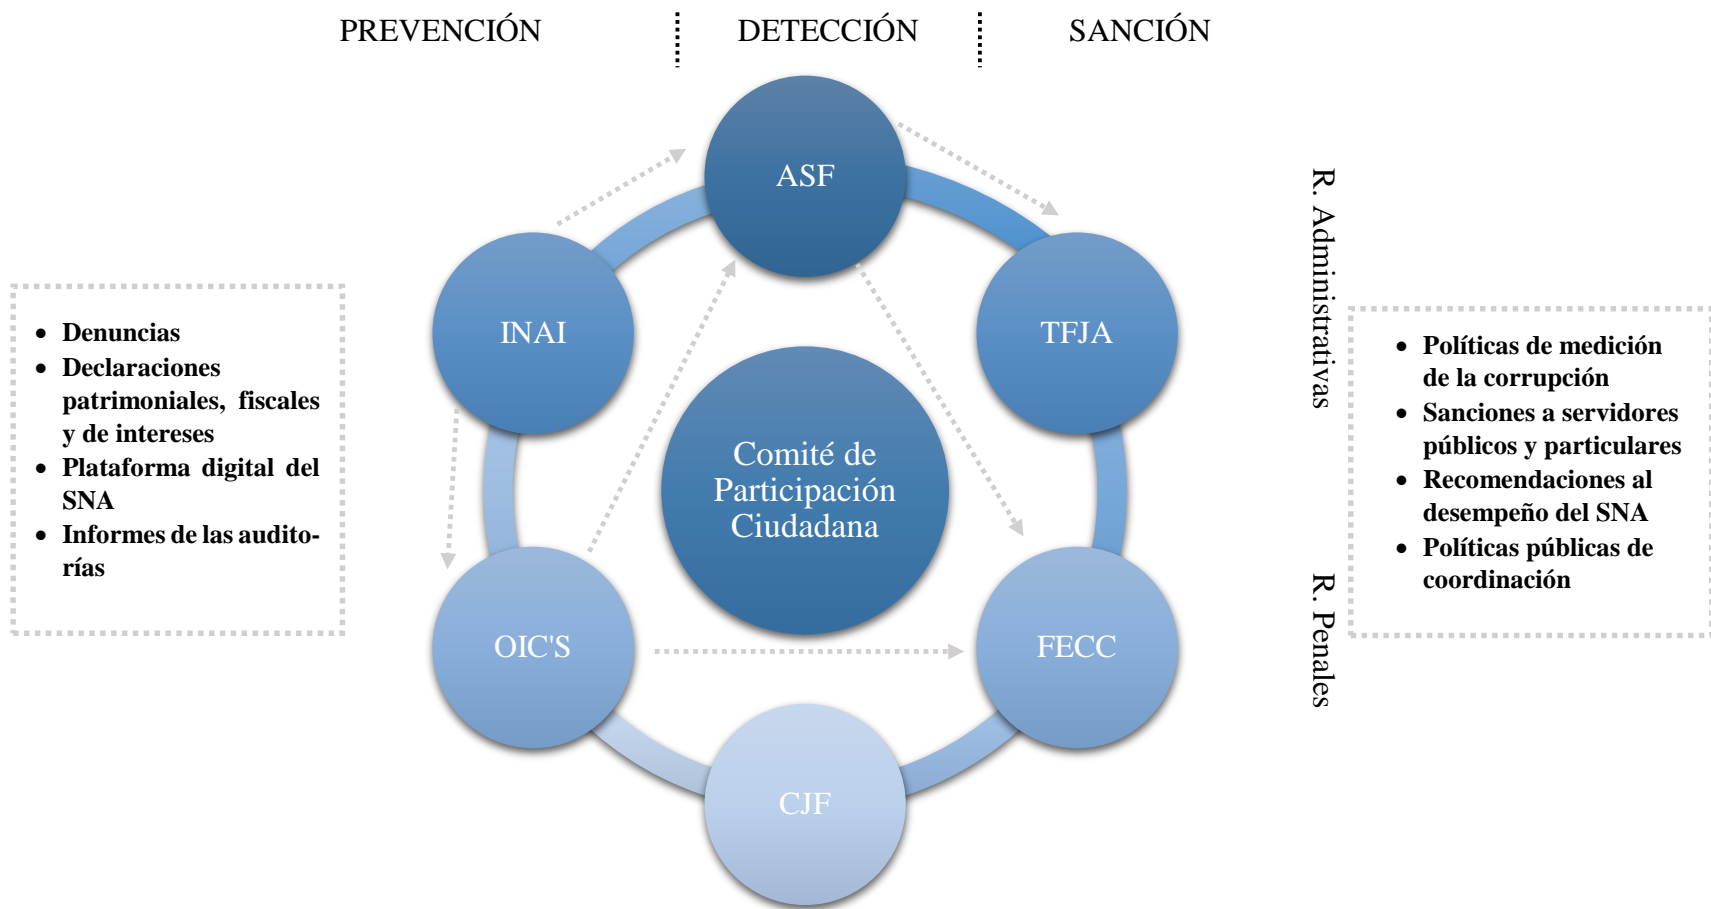 PREVENCIÓN
DETECCIÓN
SANCIÓN
ASF
INAI
TFJA
Comité de
Participación
Ciudadana
OIC'S
FECC
CJF
• Denuncias
• Declaraciones
patrimoniales, fiscales
y de intereses
• Plataforma digital del
SNA
• Informes de las audito-
rías
R. Administrativas
R. Penales
• Políticas de medición
de la corrupción
• Sanciones a servidores
públicos y particulares
• Recomendaciones al
desempeño del SNA
• Políticas públicas de
coordinación